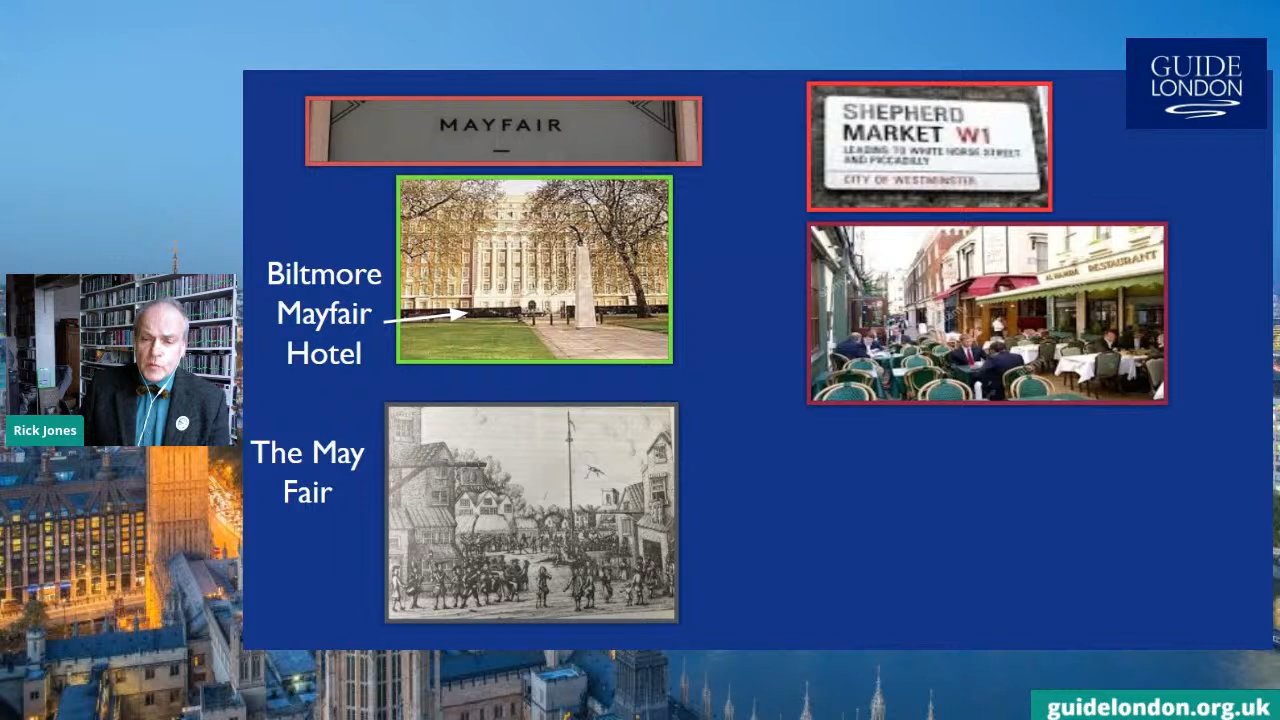 GUIDE
LONDON
MAYFAIR
SHEPHERD
MARKET W1
LEADING TO WHITE HORSE STREET
AND PICCADILLY
CITY OF WESTMINSTER
RESTAURANT
Biltmore
Mayfair
Hotel
Rick Jones
The May
Fair
guidelondon.org.uk